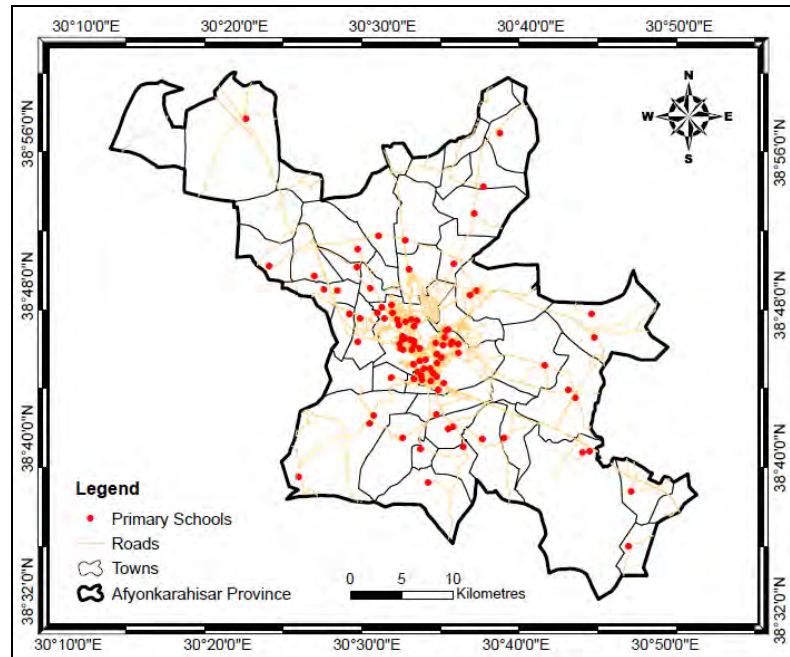 30°10'0"E 30°20'0"E 30°30'0"E 30°40'0"E 30°50'0"E
38°56'0"N
38°48'0"N
38°40'0"N
38°32'0"N
38°56'0"N
38°48'0"N
38°40'0"N
38°32'0"N
N
W E
S
Legend
Primary Schools
Roads
Towns
Afyonkarahisar Province
0 5 10
Kilometres
30°10'0"E 30°20'0"E 30°30'0"E 30°40'0"E 30°50'0"E